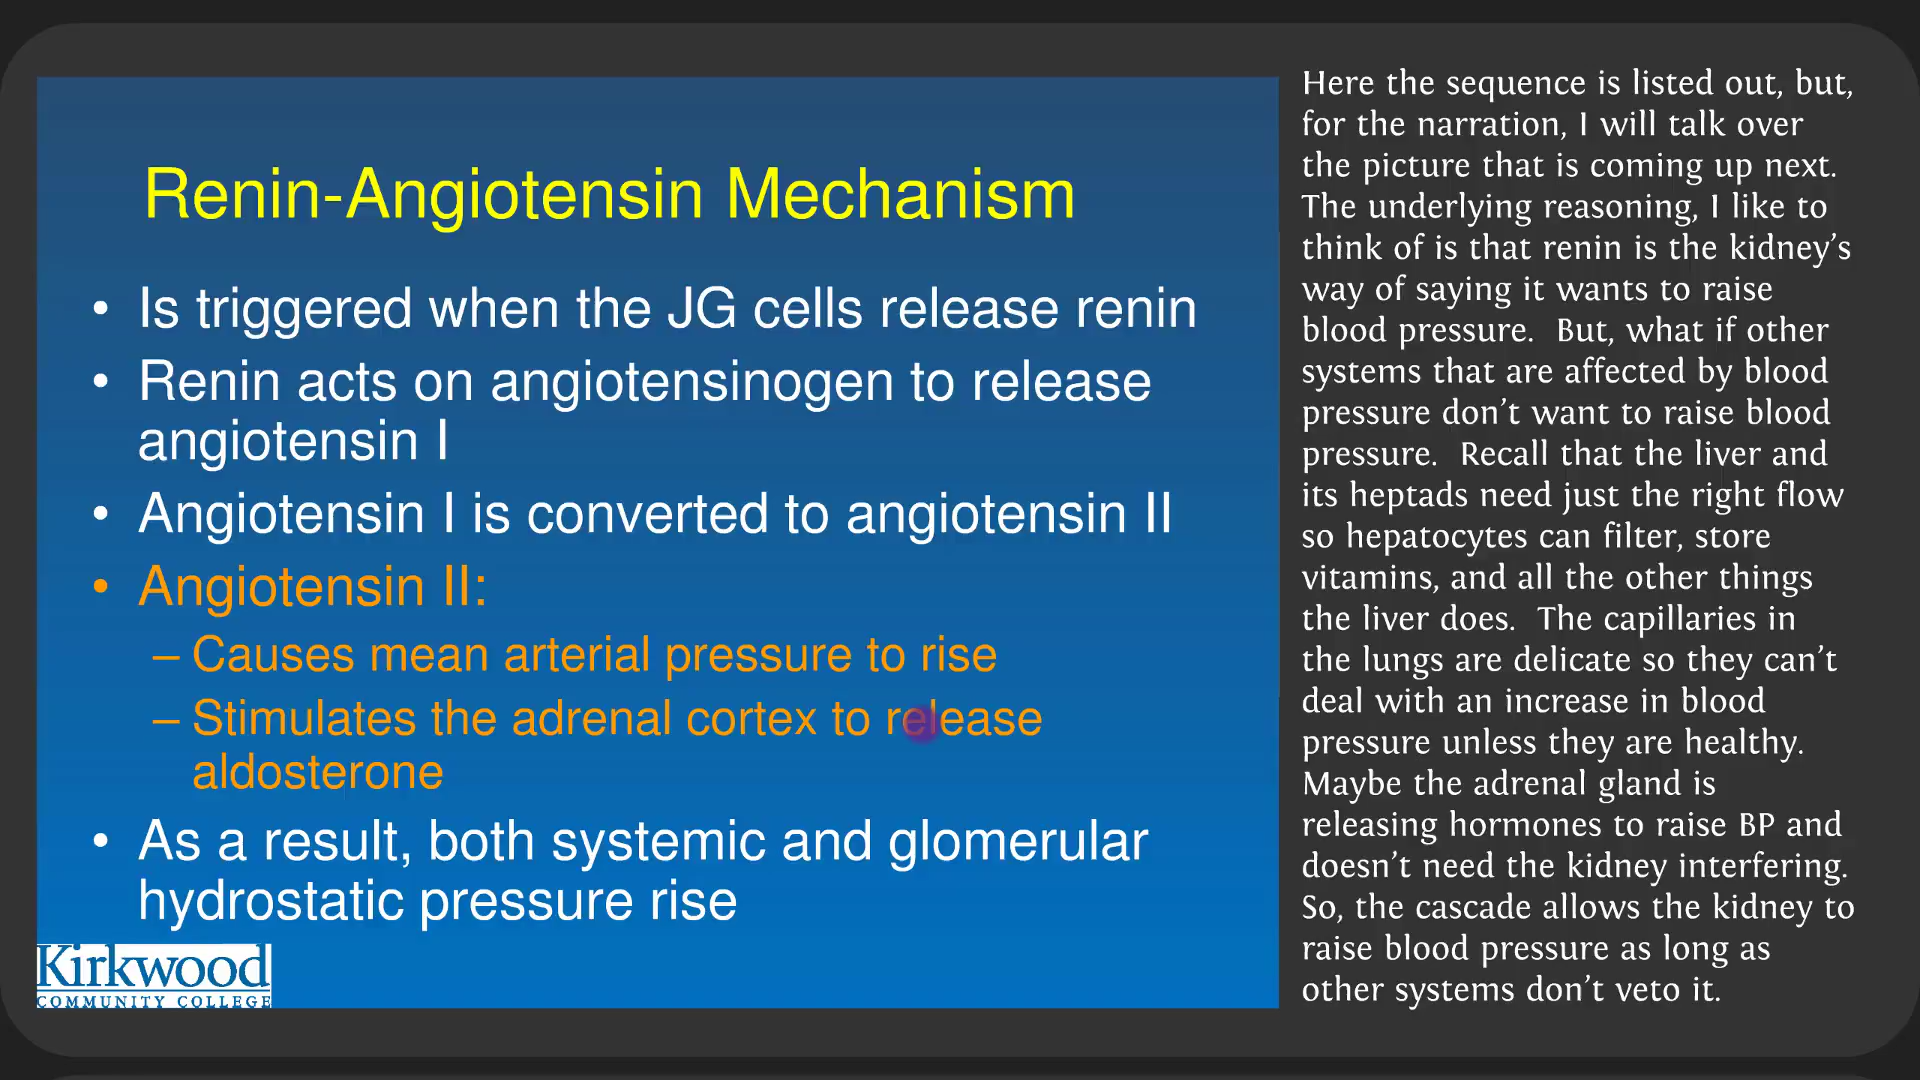 Renin-Angiotensin Mechanism
• Is triggered when the JG cells release renin
• Renin acts on angiotensinogen to release
angiotensin I
• Angiotensin I is converted to angiotensin II
• Angiotensin II:
– Causes mean arterial pressure to rise
– Stimulates the adrenal cortex to release
aldosterone
• As a result, both systemic and glomerular
hydrostatic pressure rise
Kirkwood
COMMUNITY COLLEGE
Here the sequence is listed out, but,
for the narration, I will talk over
the picture that is coming up next.
The underlying reasoning, I like to
think of is that renin is the kidney’s
way of saying it wants to raise
blood pressure.  But, what if other
systems that are affected by blood
pressure don’t want to raise blood
pressure.  Recall that the liver and
its heptads need just the right flow
so hepatocytes can filter, store
vitamins, and all the other things
the liver does.  The capillaries in
the lungs are delicate so they can’t
deal with an increase in blood
pressure unless they are healthy.
Maybe the adrenal gland is
releasing hormones to raise BP and
doesn’t need the kidney interfering.
So, the cascade allows the kidney to
raise blood pressure as long as
other systems don’t veto it.